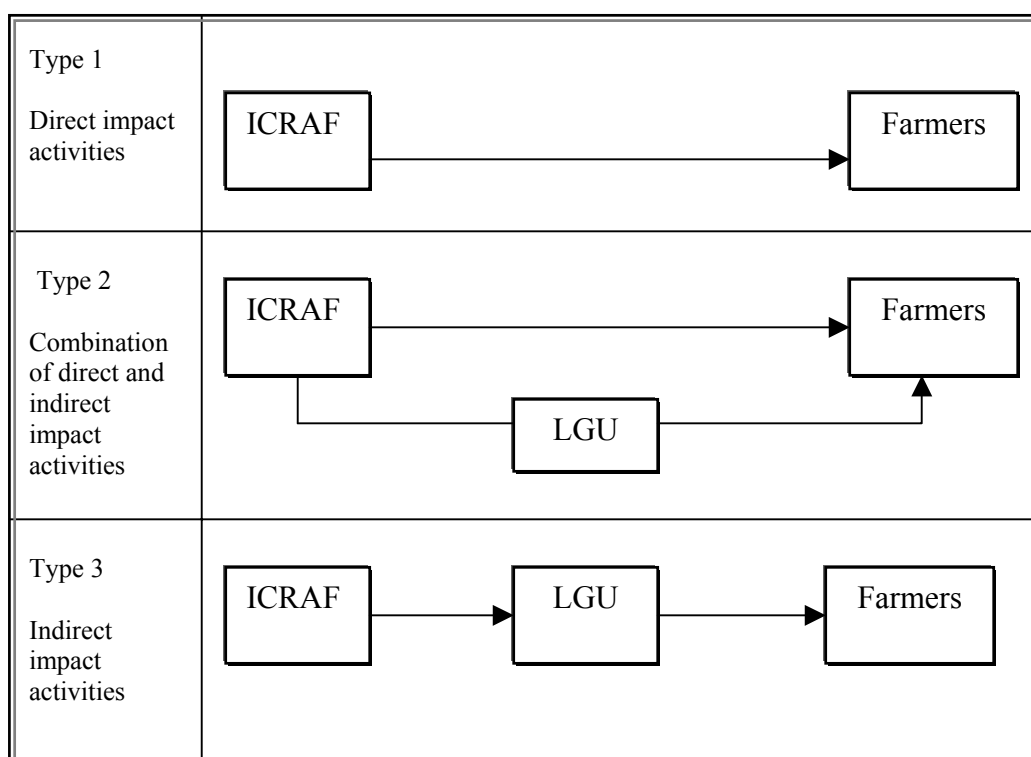 Type 1
Direct impact
activities
ICRAF
Farmers
Type 2
Combination
of direct and
indirect
impact
activities
ICRAF
Farmers
LGU
Type 3
Indirect
impact
activities
ICRAF
LGU
Farmers